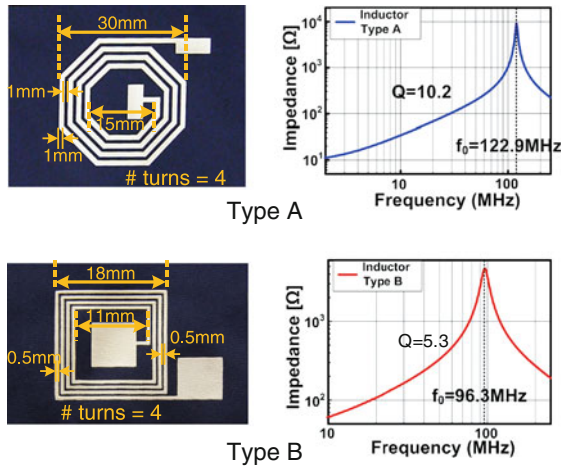 30mm
1mm
15mm
1mm
# turns = 4
Impedance [Ω]
10⁴
10³
10²
10¹
Inductor
Type A
Q=10.2
f₀=122.9MHz
10
100
Frequency (MHz)
Type A
18mm
11mm
0.5mm
0.5mm
# turns = 4
Impedance [Ω]
10³
10²
Inductor
Type B
Q=5.3
f₀=96.3MHz
10
100
Frequency (MHz)
Type B